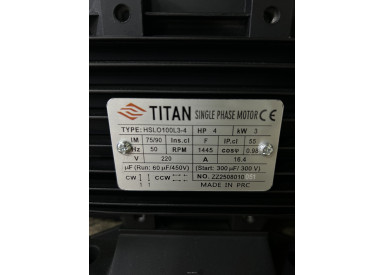 TITAN SINGLE PHASE MOTOR CE
TYPE: HSLO100L3-4 HP 4 kW 3
IM 75/90 Ins.cl F IP.cl 55
Hz 50 RPM 1445 cosφ 0.95
V 220 A 16.4
μF (Run: 60 μF/450V) (Start: 300 μF/300 V)
CW CCW NO. ZZ2508010
MADE IN PRC